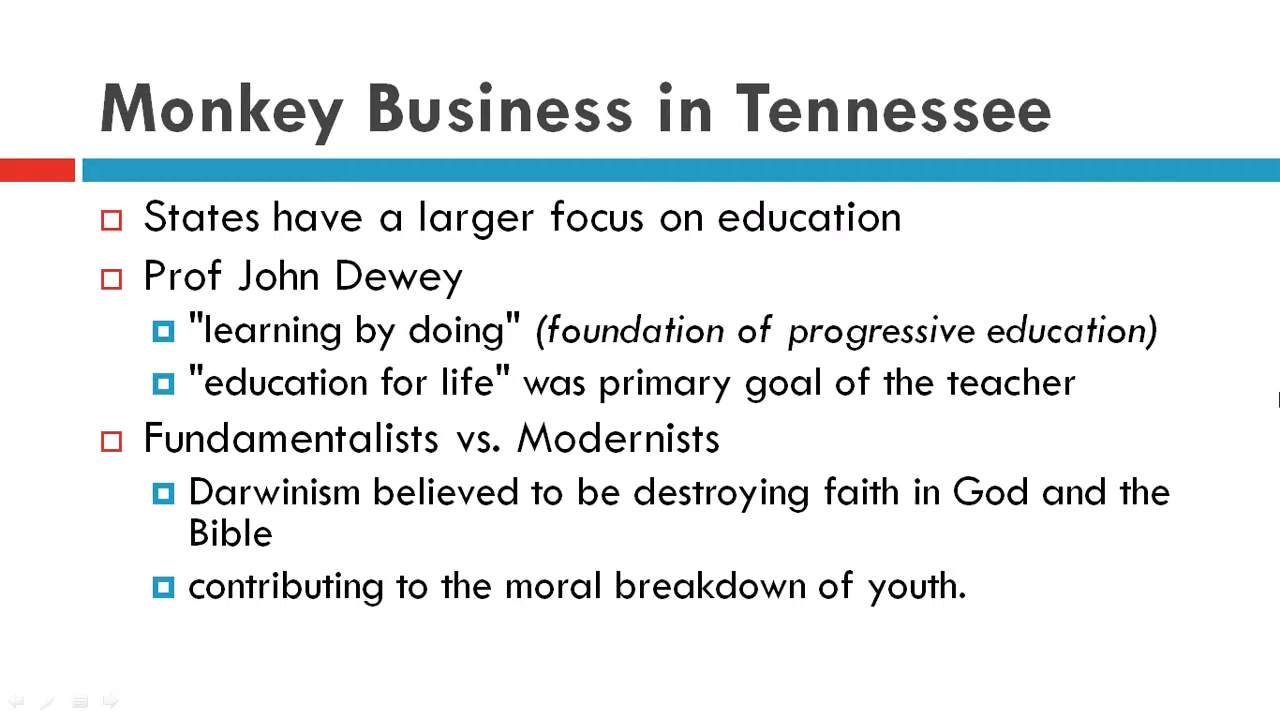 Monkey Business in Tennessee
States have a larger focus on education
Prof John Dewey
"learning by doing" (foundation of progressive education)
"education for life" was primary goal of the teacher
Fundamentalists vs. Modernists
Darwinism believed to be destroying faith in God and the
Bible
contributing to the moral breakdown of youth.